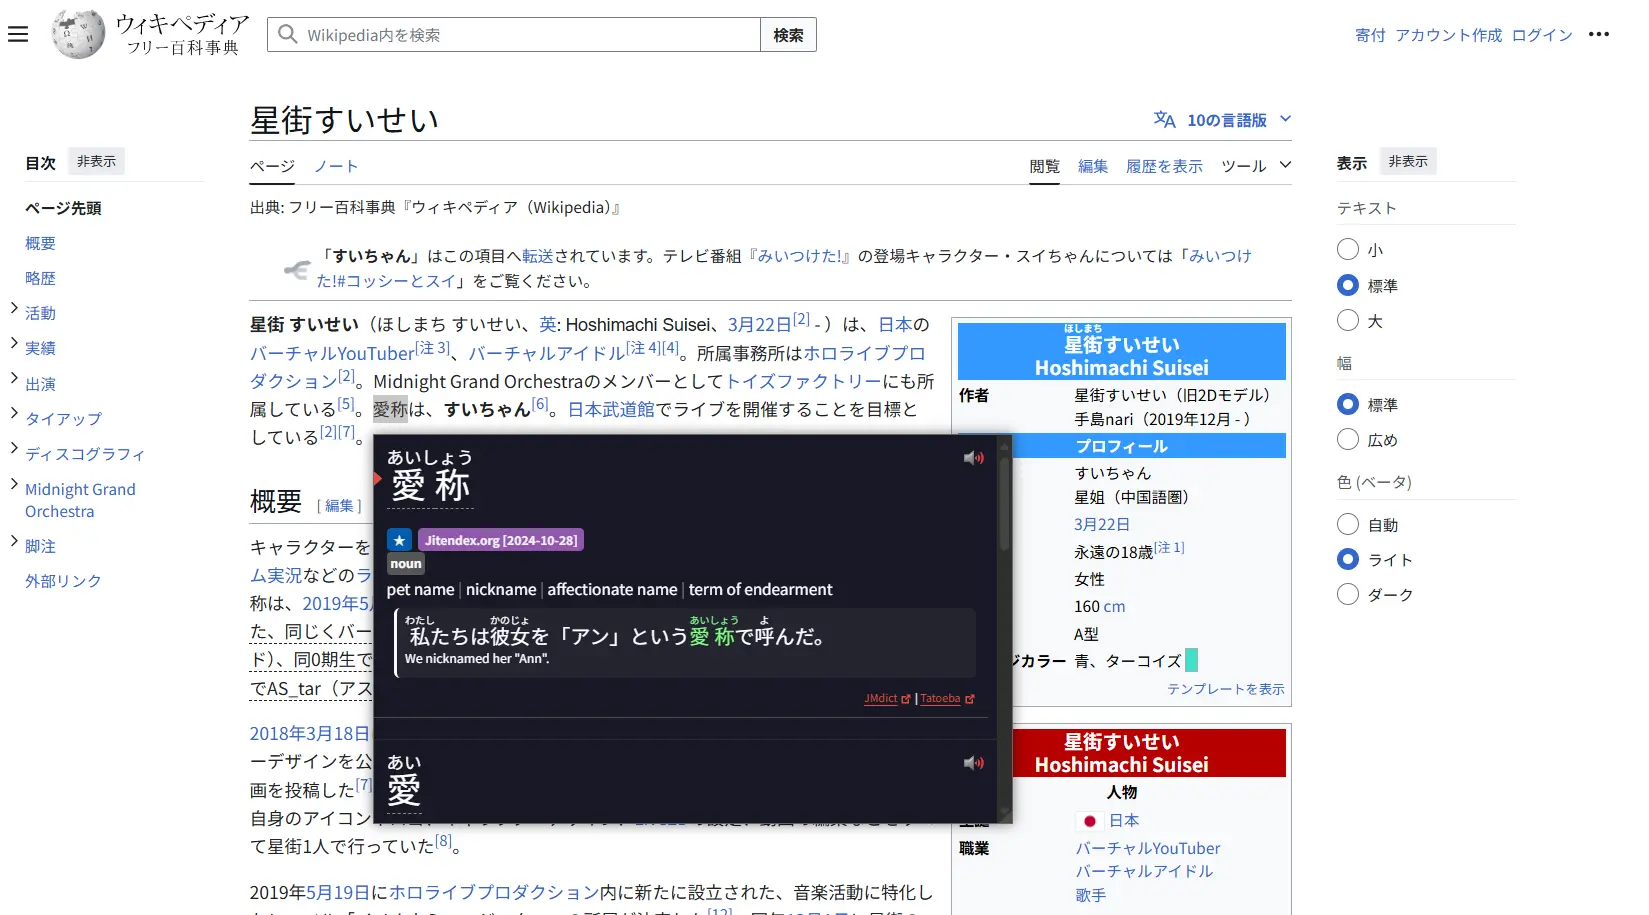 ウィキペディア
フリー百科事典
Wikipedia内を検索
検索
寄付 アカウント作成 ログイン
目次 非表示
ページ先頭
概要
略歴
活動
実績
出演
タイアップ
ディスコグラフィ
Midnight Grand
Orchestra
脚注
外部リンク
星街すいせい
10の言語版
ページ ノート
閲覧 編集 履歴を表示 ツール
出典: フリー百科事典『ウィキペディア（Wikipedia）』
「すいちゃん」はこの項目へ転送されています。テレビ番組『みいつけた!』の登場キャラクター・スイちゃんについては「みいつけ
た!#コッシーとスイ」をご覧ください。
星街 すいせい（ほしまち すいせい、英: Hoshimachi Suisei、3月22日[2] - ）は、日本の
バーチャルYouTuber[注 3]、バーチャルアイドル[注 4][4]。所属事務所はホロライブプロ
ダクション[2]。Midnight Grand Orchestraのメンバーとしてトイズファクトリーにも所
属している[5]。愛称は、すいちゃん[6]。日本武道館でライブを開催することを目標と
している[2][7]。
概要 [編集]
キャラクターを
ム実況などのラ
称は、2019年5
た、同じくバー
ド）、同0期生で
でAS_tar（アス
2018年3月18日
ーデザインを公
画を投稿した[7]
自身のアイコン
て星街1人で行っていた[8]。
2019年5月19日にホロライブプロダクション内に新たに設立された、音楽活動に特化し
あいしょう
愛称
★ Jitendex.org [2024-10-28]
noun
pet name | nickname | affectionate name | term of endearment
わたし かのじょ あいしょう よ
私たちは彼女を「アン」という愛称で呼んだ。
We nicknamed her "Ann".
JMdict | Tatoeba
あい
愛
ほしまち
星街すいせい
Hoshimachi Suisei
作者 星街すいせい（旧2Dモデル）
手島nari（2019年12月 - ）
プロフィール
すいちゃん
星姐（中国語圏）
3月22日
永遠の18歳[注 1]
女性
160 cm
A型
ジカラー 青、ターコイズ
テンプレートを表示
星街すいせい
Hoshimachi Suisei
人物
日本
職業 バーチャルYouTuber
バーチャルアイドル
歌手
表示 非表示
テキスト
小
標準
大
幅
標準
広め
色 (ベータ)
自動
ライト
ダーク